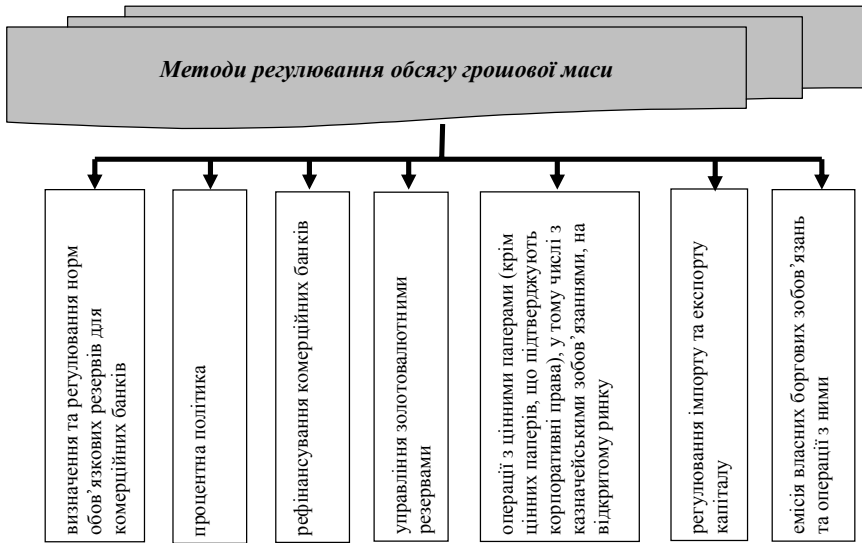 Методи регулювання обсягу грошової маси
визначення та регулювання норм
обов’язкових резервів для
комерційних банків
процентна політика
рефінансування комерційних банків
управління золотовалютними
резервами
операції з цінними паперами (крім
цінних паперів, що підтверджують
корпоративні права), у тому числі з
казначейськими зобов’язаннями, на
відкритому ринку
регулювання імпорту та експорту
капіталу
емісія власних боргових зобов’язань
та операції з ними